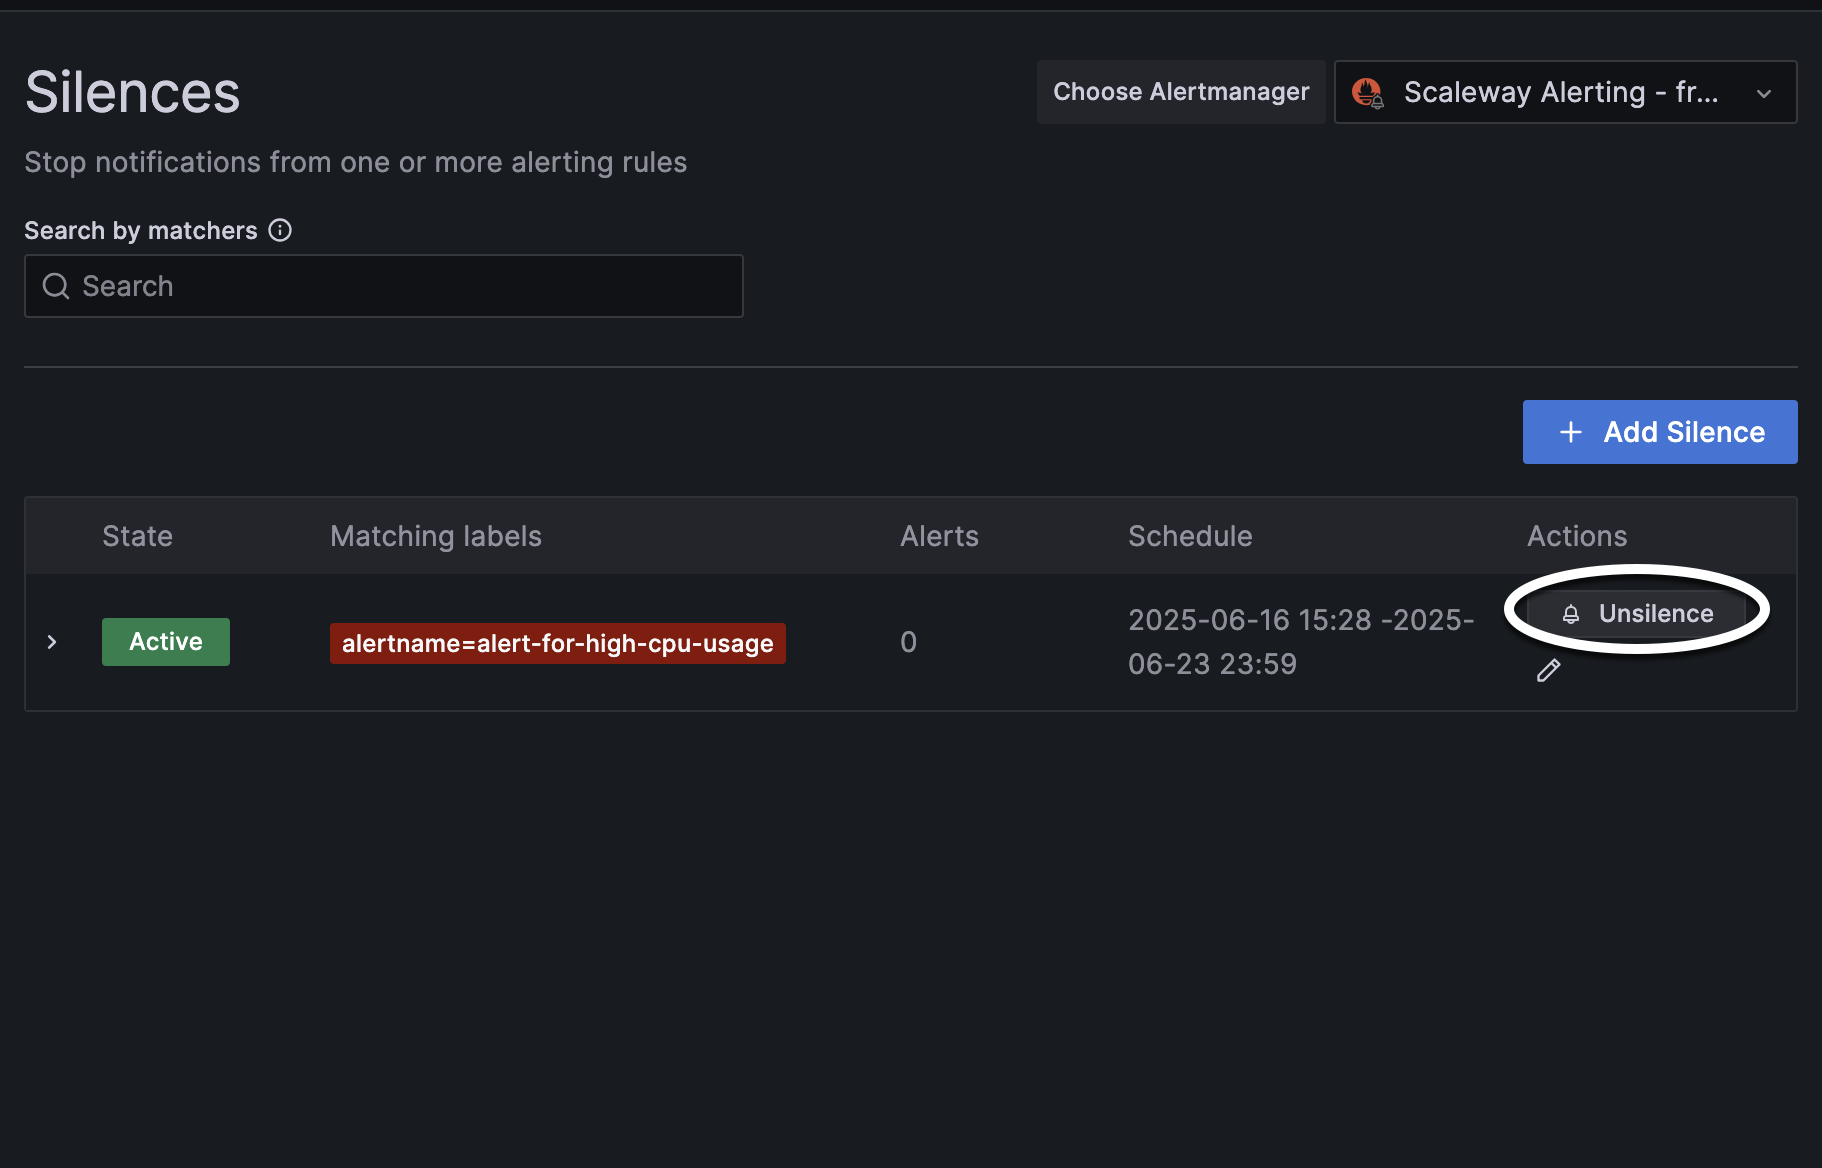 Silences
Choose Alertmanager
Scaleway Alerting - fr...
Stop notifications from one or more alerting rules
Search by matchers
Search
Add Silence
State Matching labels Alerts Schedule Actions
Active alertname=alert-for-high-cpu-usage 0 2025-06-16 15:28 -2025-
06-23 23:59
Unsilence